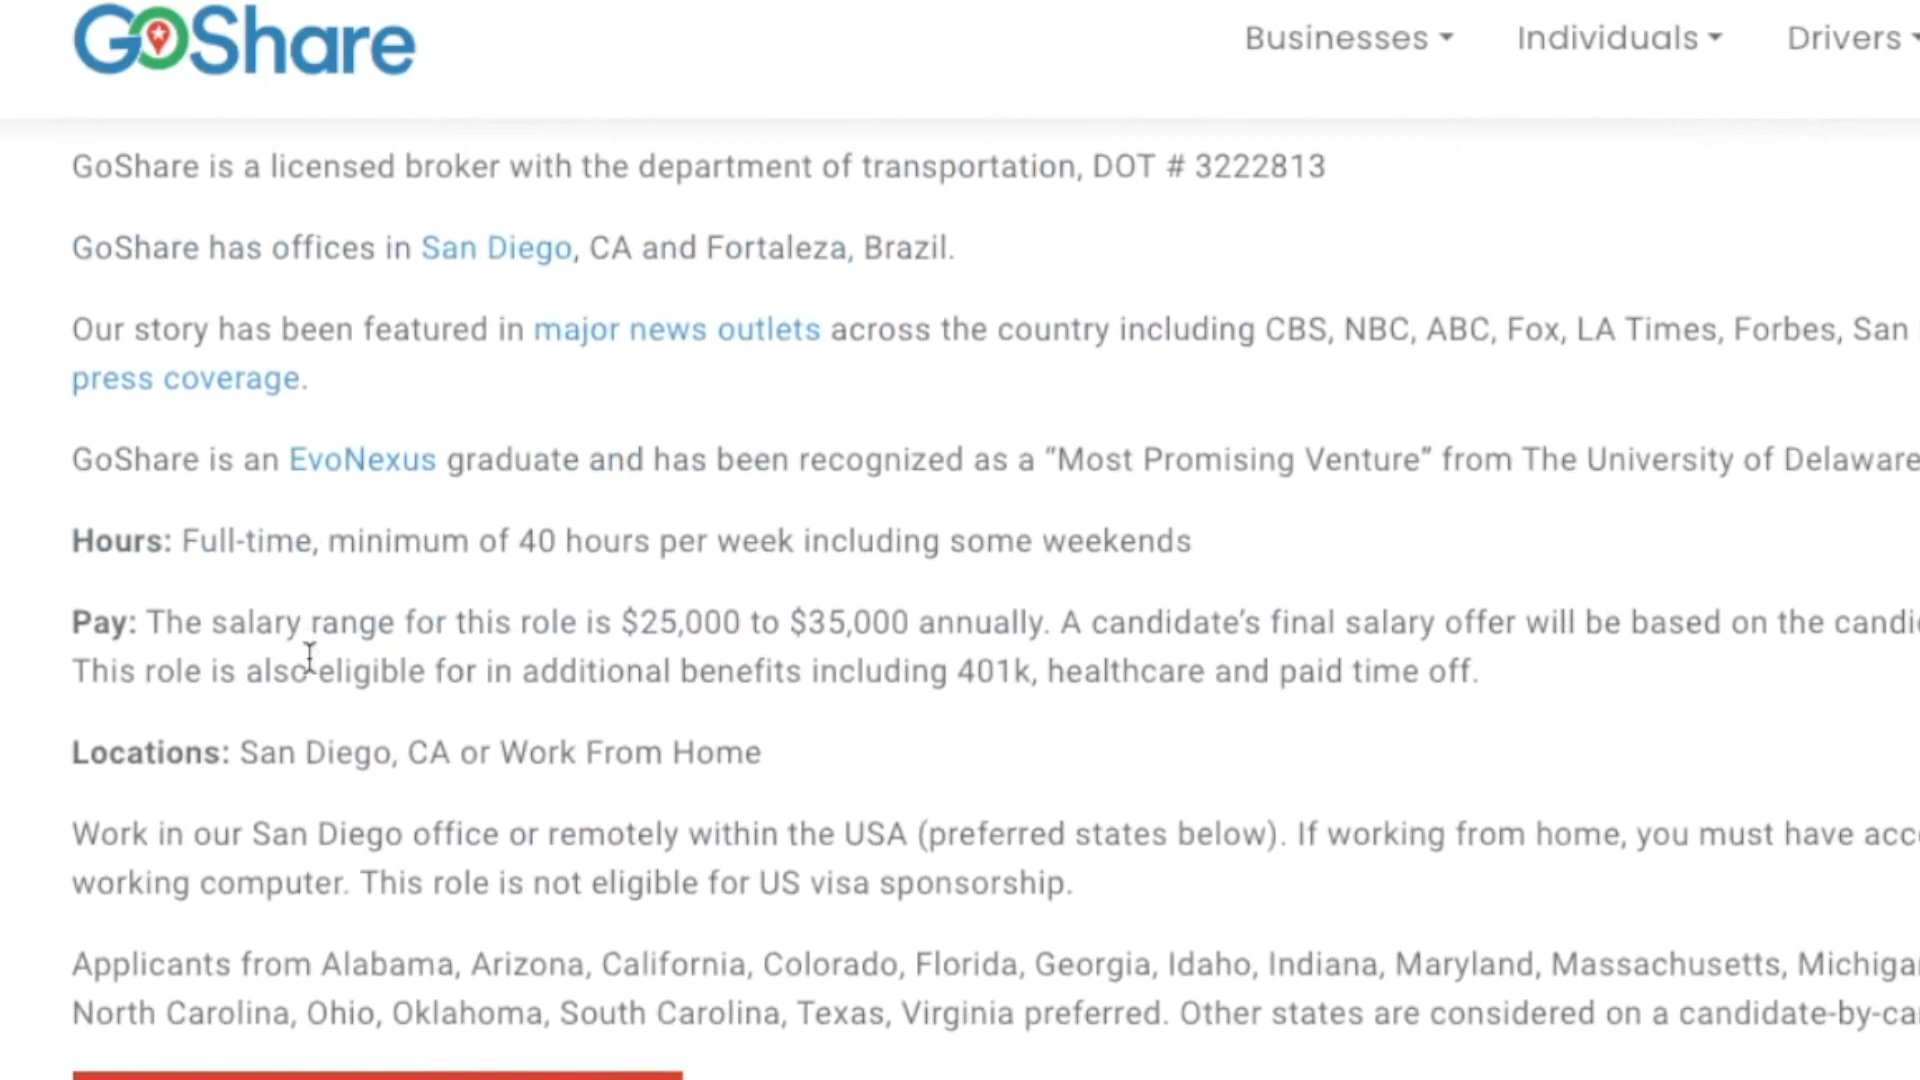 GoShare
Businesses Individuals Drivers
GoShare is a licensed broker with the department of transportation, DOT # 3222813
GoShare has offices in San Diego, CA and Fortaleza, Brazil.
Our story has been featured in major news outlets across the country including CBS, NBC, ABC, Fox, LA Times, Forbes, San
press coverage.
GoShare is an EvoNexus graduate and has been recognized as a “Most Promising Venture” from The University of Delaware
Hours: Full-time, minimum of 40 hours per week including some weekends
Pay: The salary range for this role is $25,000 to $35,000 annually. A candidate’s final salary offer will be based on the
This role is also eligible for in additional benefits including 401k, healthcare and paid time off.
Locations: San Diego, CA or Work From Home
Work in our San Diego office or remotely within the USA (preferred states below). If working from home, you must have
working computer. This role is not eligible for US visa sponsorship.
Applicants from Alabama, Arizona, California, Colorado, Florida, Georgia, Idaho, Indiana, Maryland, Massachusetts,
North Carolina, Ohio, Oklahoma, South Carolina, Texas, Virginia preferred. Other states are considered on a